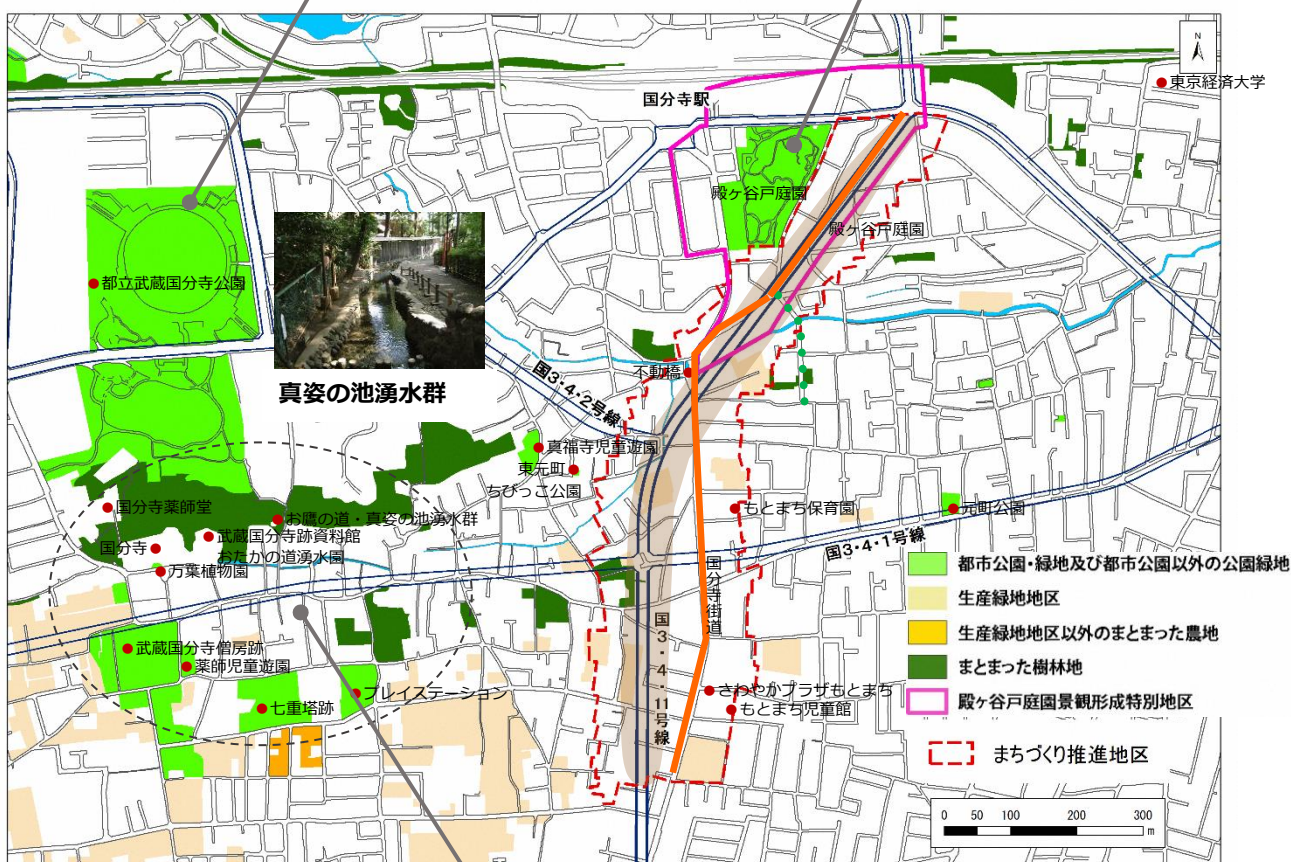 N
国分寺駅
東京経済大学
殿ヶ谷戸庭園
殿ヶ谷戸庭園
都立武蔵国分寺公園
真姿の池湧水群
国3・4・2号線
不動橋
真福寺児童遊園
東元町
ちびっこ公園
国分寺薬師堂
お鷹の道・真姿の池湧水群
武蔵国分寺跡資料館
おたかの道湧水園
国分寺
万葉植物園
もとまち保育園
元町公園
国3・4・1号線
国分寺街道
国3・4・11号線
武蔵国分寺僧房跡
薬師児童遊園
プレイステーション
七重塔跡
さわやかプラザもとまち
もとまち児童館
都市公園・緑地及び都市公園以外の公園緑地
生産緑地地区
生産緑地地区以外のまとまった農地
まとまった樹林地
殿ヶ谷戸庭園景観形成特別地区
まちづくり推進地区
0 50 100 200 300
m